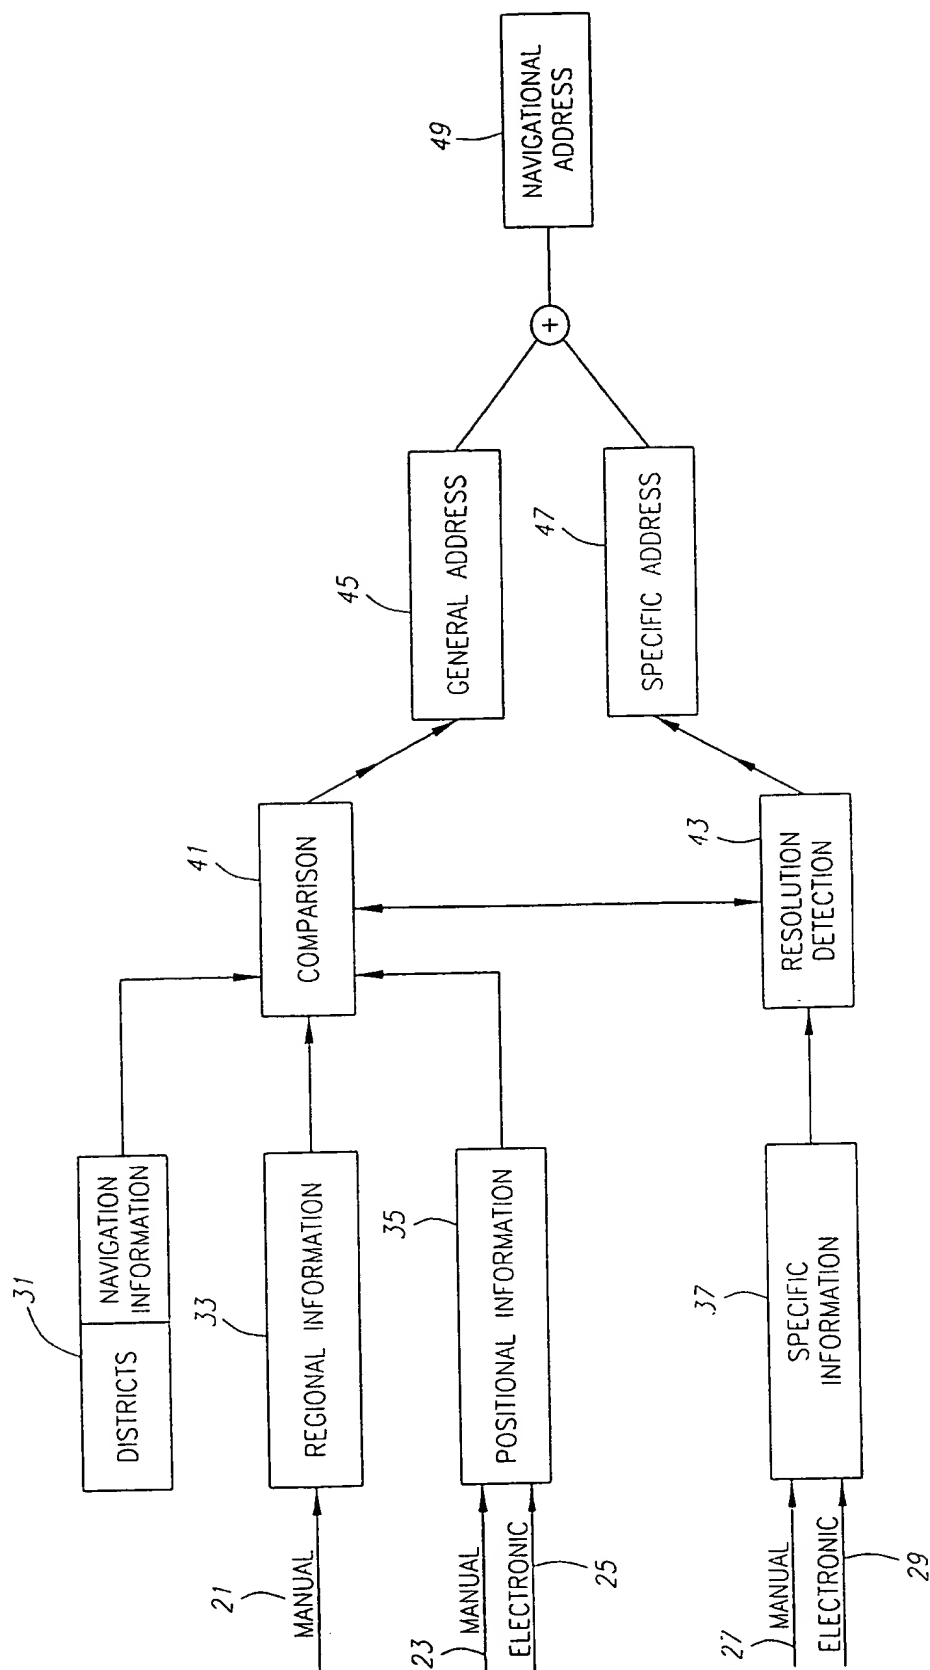 31
DISTRICTS
NAVIGATION
INFORMATION
21
MANUAL
33
REGIONAL INFORMATION
41
COMPARISON
23
MANUAL
ELECTRONIC
25
35
POSITIONAL INFORMATION
45
GENERAL ADDRESS
49
NAVIGATIONAL
ADDRESS
+
47
SPECIFIC ADDRESS
27
MANUAL
ELECTRONIC
29
37
SPECIFIC
INFORMATION
43
RESOLUTION
DETECTION